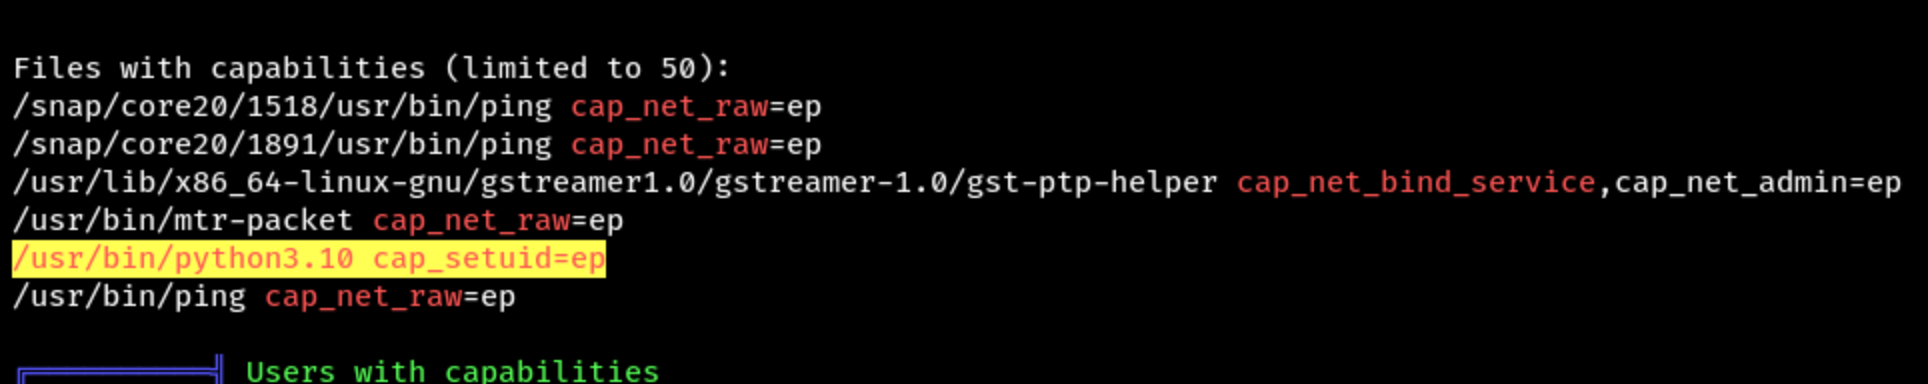 Files with capabilities (limited to 50):
/snap/core20/1518/usr/bin/ping cap_net_raw=ep
/snap/core20/1891/usr/bin/ping cap_net_raw=ep
/usr/lib/x86_64-linux-gnu/gstreamer1.0/gstreamer-1.0/gst-ptp-helper cap_net_bind_service,cap_net_admin=ep
/usr/bin/mtr-packet cap_net_raw=ep
/usr/bin/python3.10 cap_setuid=ep
/usr/bin/ping cap_net_raw=ep
╔══════════╣ Users with capabilities